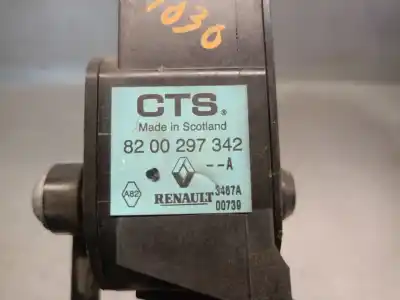 1030
CTS®
Made in Scotland
82 00 297 342
--A
A82
RENAULT 3467A
00739